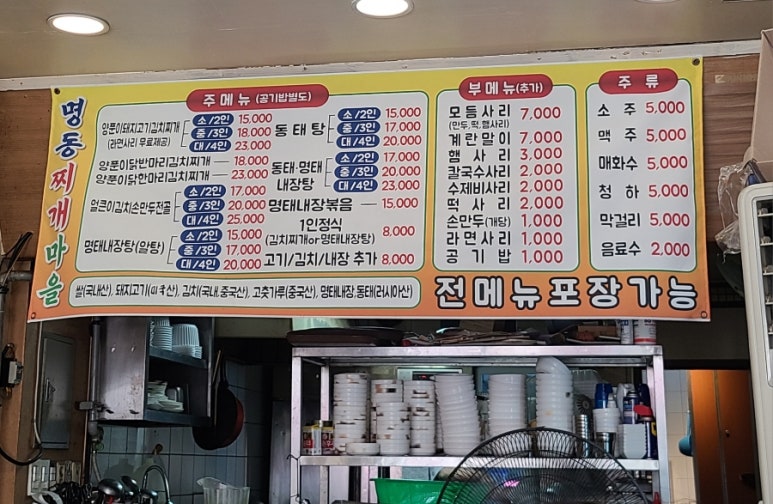 명동찌개마을
주메뉴 (공기밥별도)
양푼이돼지고기김치찌개
(라면사리 무료제공)
소/2인 15,000
중/3인 18,000
대/4인 23,000
양푼이닭반마리김치찌개 18,000
양푼이닭한마리김치찌개 23,000
얼큰이김치손만두전골
소/2인 17,000
중/3인 20,000
대/4인 25,000
명태내장탕(알탕)
소/2인 15,000
중/3인 17,000
대/4인 20,000
동태탕
소/2인 15,000
중/3인 17,000
대/4인 20,000
동태·명태
내장탕
소/2인 17,000
중/3인 20,000
대/4인 23,000
명태내장볶음 15,000
1인정식
(김치찌개or명태내장탕) 8,000
고기/김치/내장 추가 8,000
부메뉴(추가)
모듬사리 7,000
(만두,떡,햄사리)
계란말이 7,000
햄사리 3,000
칼국수사리 2,000
수제비사리 2,000
떡사리 2,000
손만두(개당) 1,000
라면사리 1,000
공기밥 1,000
주류
소주 5,000
맥주 5,000
매화수 5,000
청하 5,000
막걸리 5,000
음료수 2,000
쌀(국내산), 돼지고기(미국산), 김치(국내,중국산), 고춧가루(중국산), 명태내장,동태(러시아산)
전메뉴포장가능